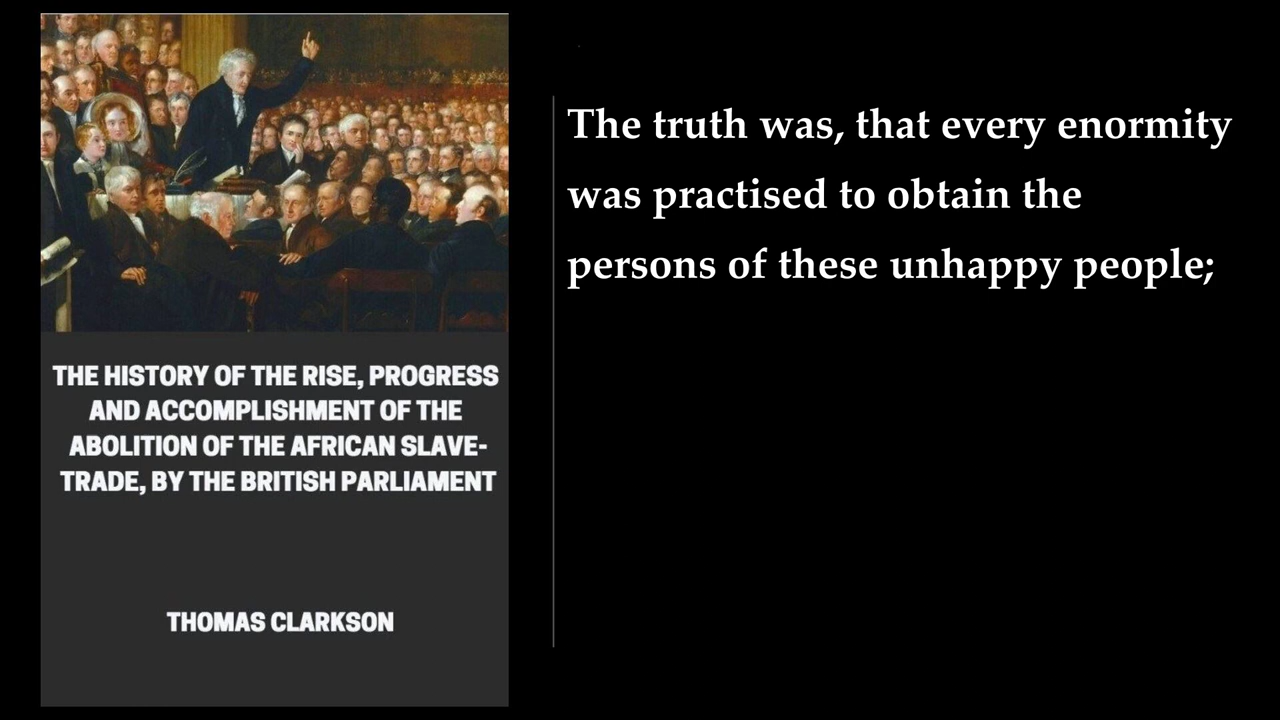 THE HISTORY OF THE RISE, PROGRESS
AND ACCOMPLISHMENT OF THE
ABOLITION OF THE AFRICAN SLAVE-
TRADE, BY THE BRITISH PARLIAMENT
THOMAS CLARKSON
The truth was, that every enormity
was practised to obtain the
persons of these unhappy people;